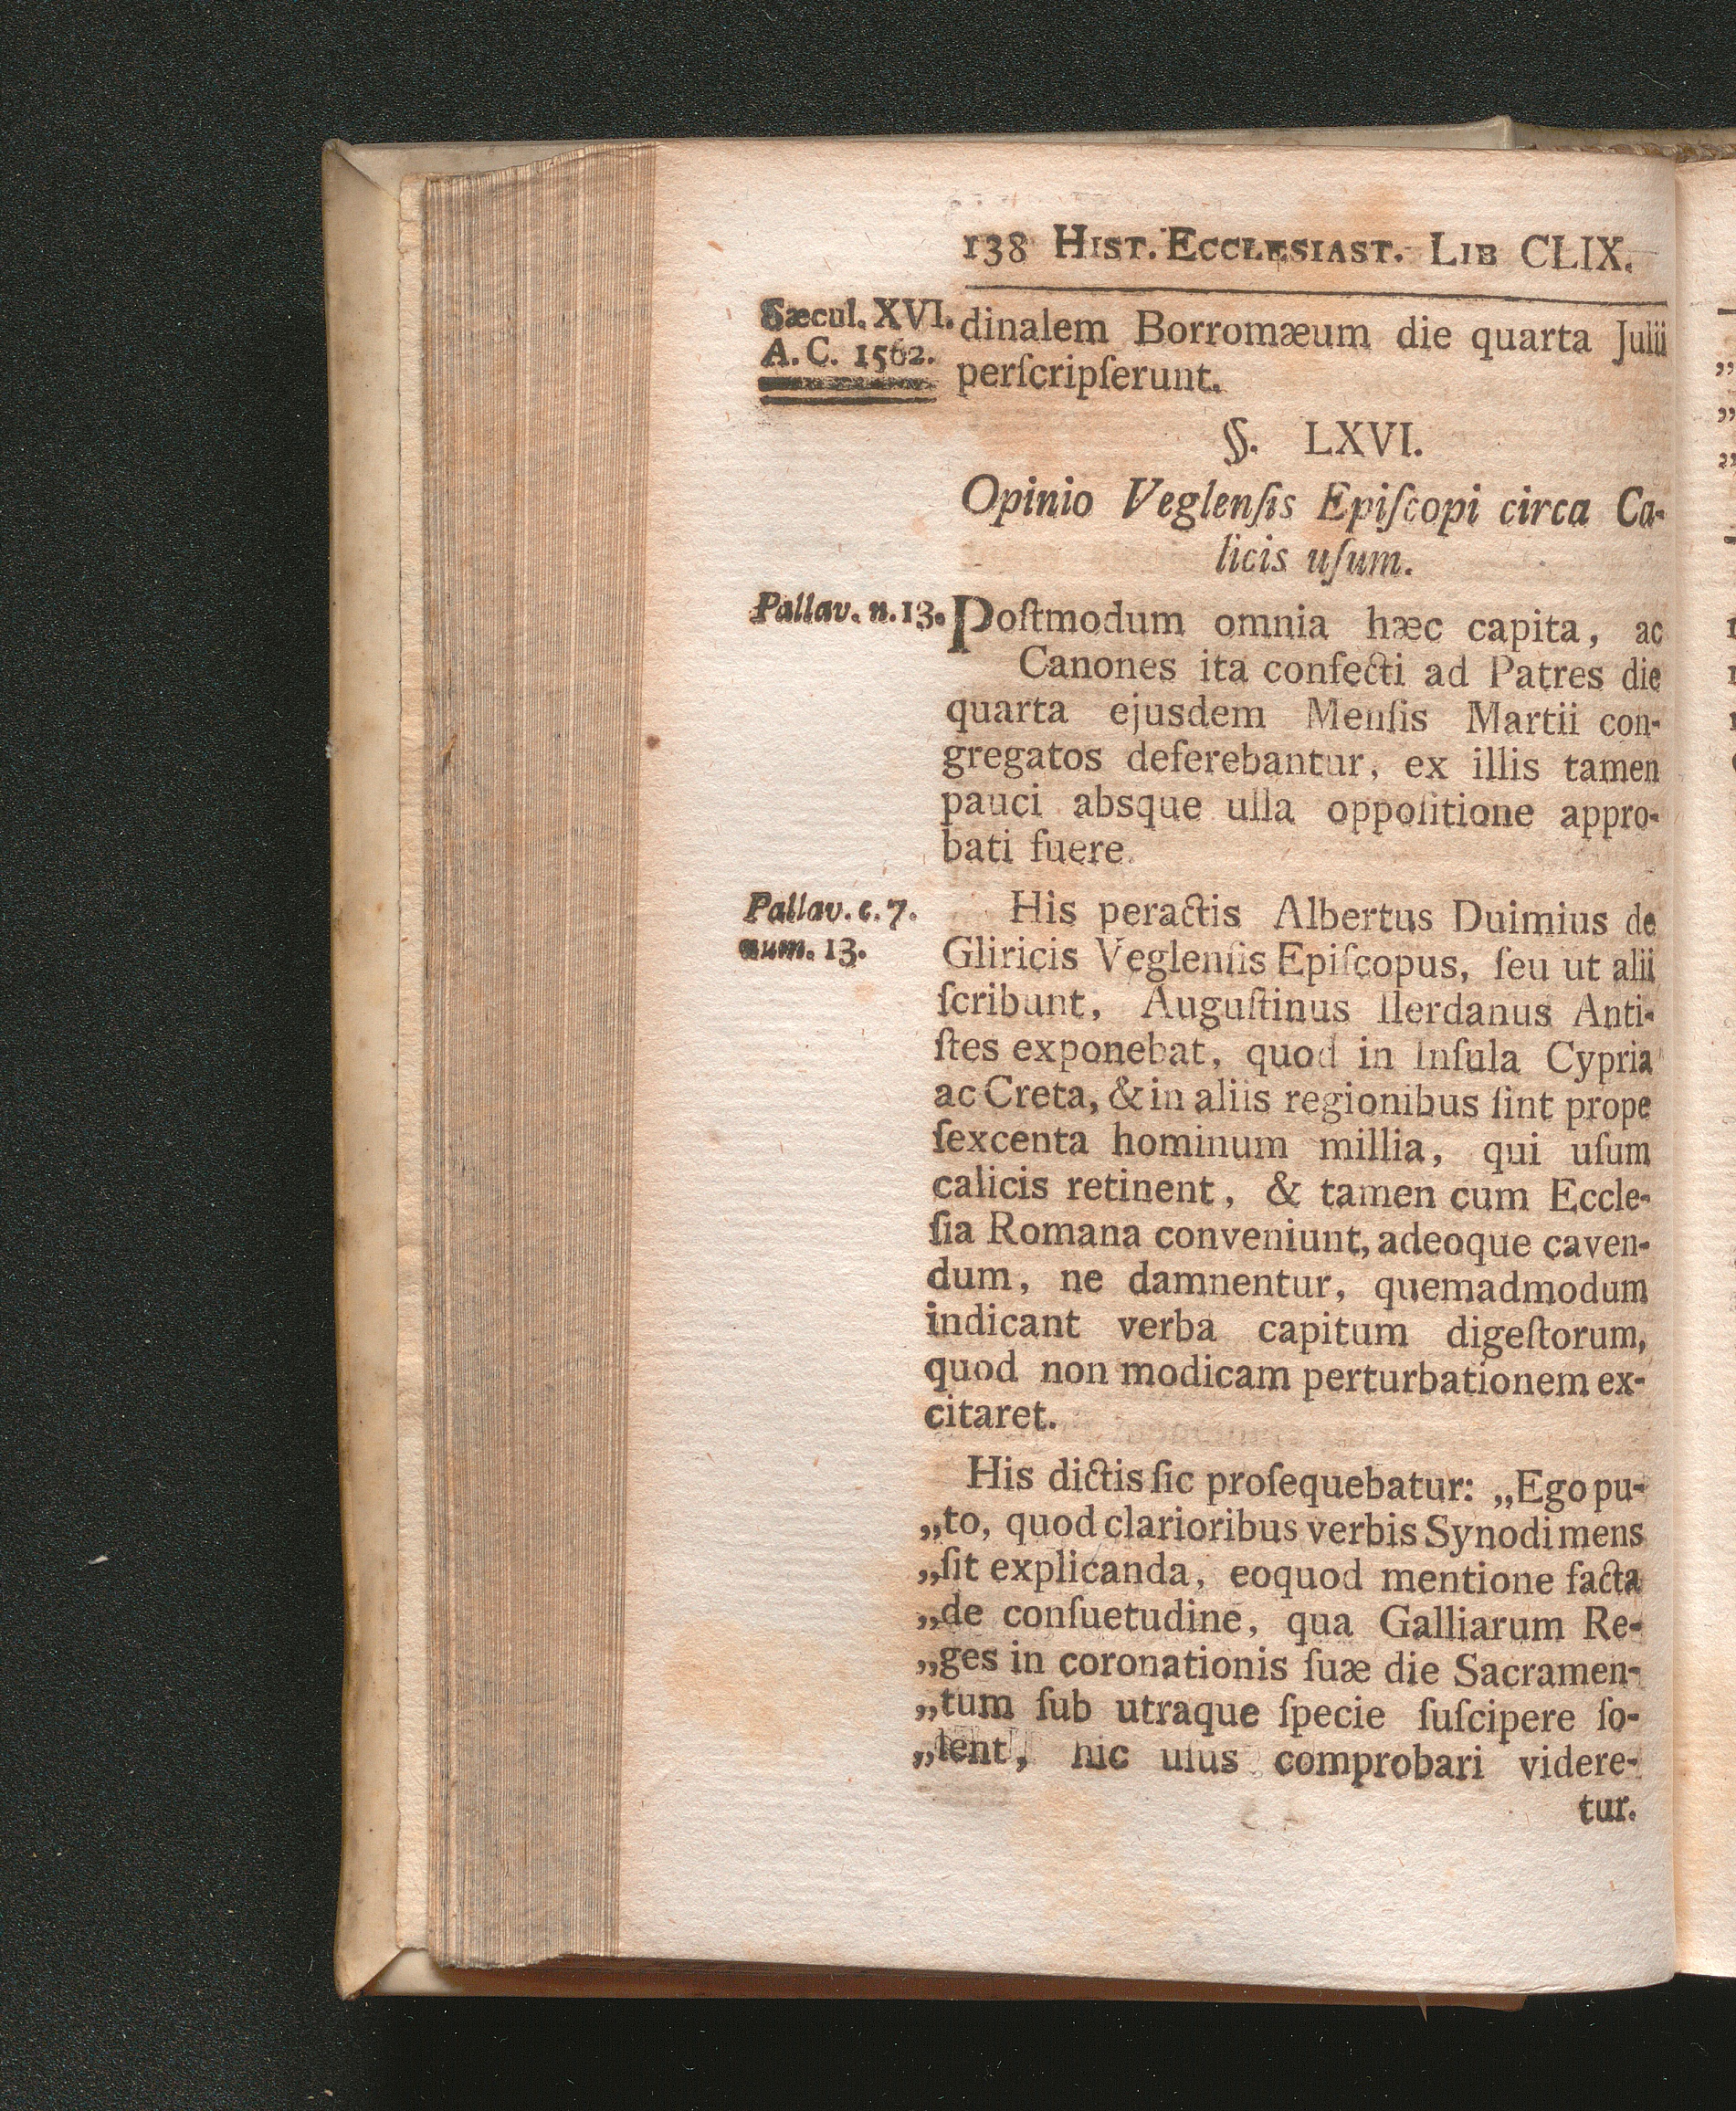 138 HIST. ECCLESIAST. LIB CLIX.
Sæcul. XVI.
A. C. 1562.
dinalem Borromæum die quarta Julii
perſcripſerunt.
§. LXVI.
Opinio Veglenſis Epiſcopi circa Ca-
licis uſum.
Pallav. n. 13.
Poſtmodum omnia hæc capita, ac
Canones ita confecti ad Patres die
quarta ejusdem Menſis Martii con-
gregatos deferebantur, ex illis tamen
pauci absque ulla oppoſitione appro-
bati fuere.
Pallav. c. 7.
num. 13.
His peractis Albertus Duimius de
Gliricis Veglenſis Epiſcopus, ſeu ut alii
ſcribunt, Auguſtinus Ilerdanus Anti-
ſtes exponebat, quod in Inſula Cypria
ac Creta, & in aliis regionibus ſint prope
ſexcenta hominum millia, qui uſum
calicis retinent, & tamen cum Eccle-
ſia Romana conveniunt, adeoque caven-
dum, ne damnentur, quemadmodum
indicant verba capitum digeſtorum,
quod non modicam perturbationem ex-
citaret.
His dictis ſic proſequebatur: „Ego pu-
„to, quod clarioribus verbis Synodi mens
„ſit explicanda, eoquod mentione facta
„de conſuetudine, qua Galliarum Re-
„ges in coronationis ſuæ die Sacramen-
„tum ſub utraque ſpecie ſuſcipere ſo-
„lent, hic uſus comprobari videre-
tur.